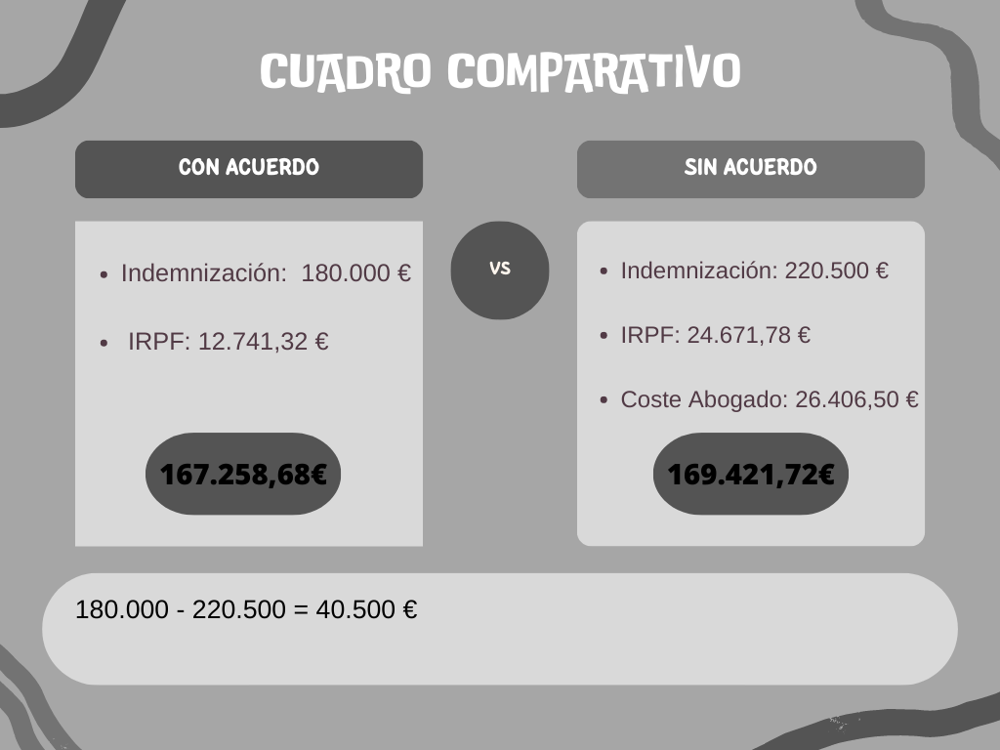 CUADRO COMPARATIVO
CON ACUERDO
SIN ACUERDO
• Indemnización:  180.000 €
•  IRPF: 12.741,32 €
167.258,68€
VS
• Indemnización: 220.500 €
• IRPF: 24.671,78 €
• Coste Abogado: 26.406,50 €
169.421,72€
180.000 - 220.500 = 40.500 €